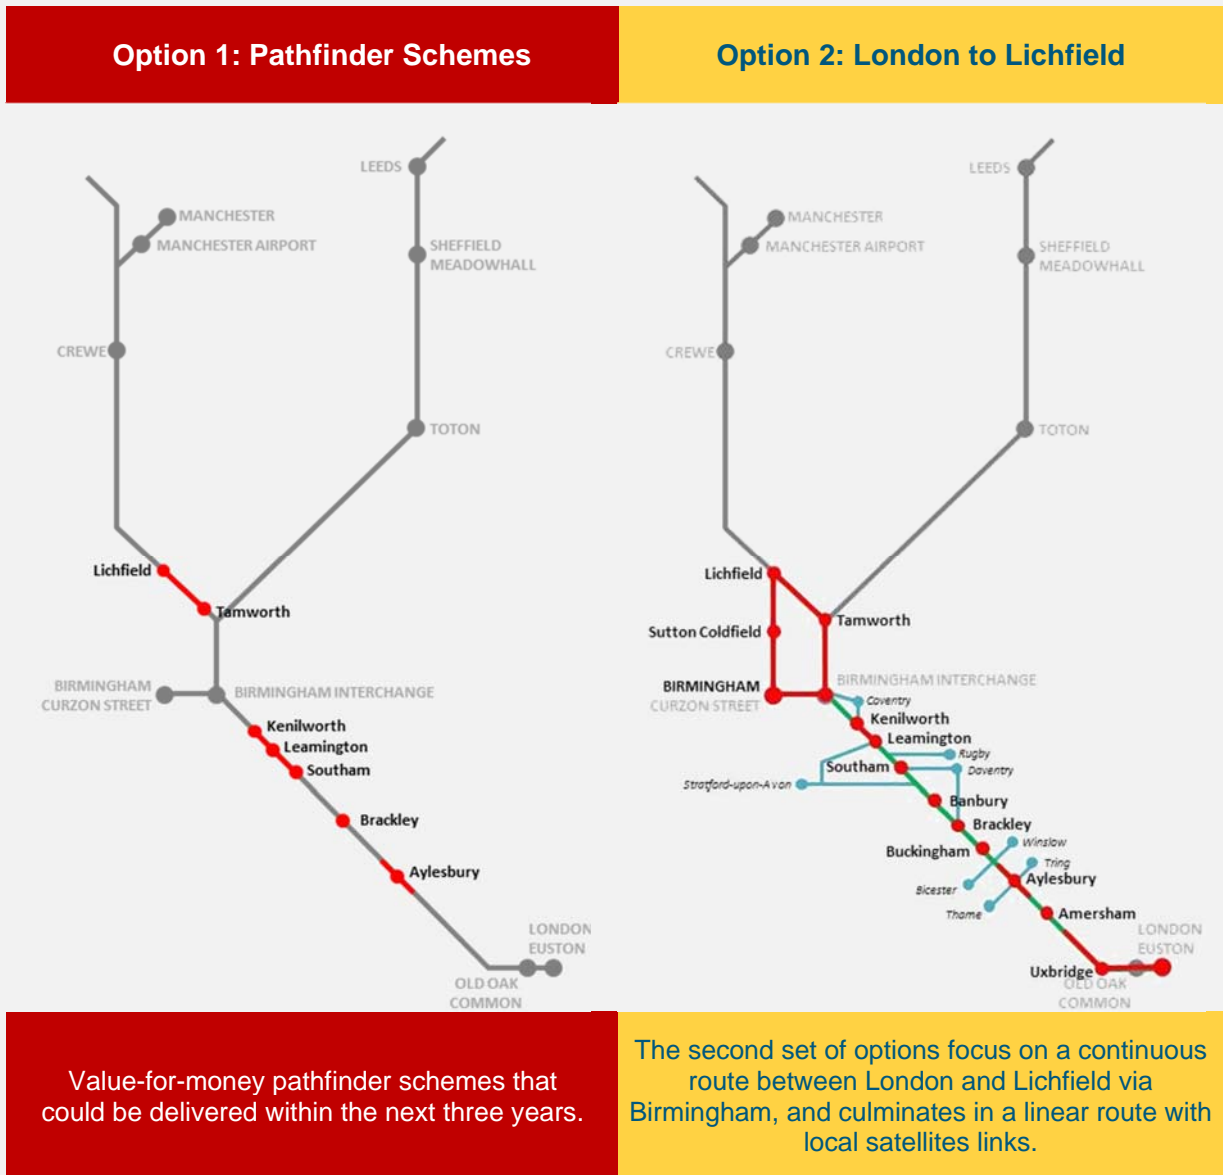 Option 1: Pathfinder Schemes
LEEDS
MANCHESTER
MANCHESTER AIRPORT
SHEFFIELD
MEADOWHALL
CREWE
TOTON
Lichfield
Tamworth
BIRMINGHAM
CURZON STREET
BIRMINGHAM INTERCHANGE
Kenilworth
Leamington
Southam
Brackley
Aylesbury
LONDON
EUSTON
OLD OAK
COMMON
Value-for-money pathfinder schemes that
could be delivered within the next three years.
Option 2: London to Lichfield
LEEDS
MANCHESTER
MANCHESTER AIRPORT
SHEFFIELD
MEADOWHALL
CREWE
TOTON
Lichfield
Tamworth
Sutton Coldfield
BIRMINGHAM
CURZON STREET
BIRMINGHAM INTERCHANGE
Coventry
Kenilworth
Leamington
Rugby
Southam
Daventry
Stratford-upon-Avon
Banbury
Brackley
Winslow
Buckingham
Tring
Aylesbury
Bicester
Thame
Amersham
LONDON
EUSTON
Uxbridge
OLD OAK
COMMON
The second set of options focus on a continuous
route between London and Lichfield via
Birmingham, and culminates in a linear route with
local satellites links.